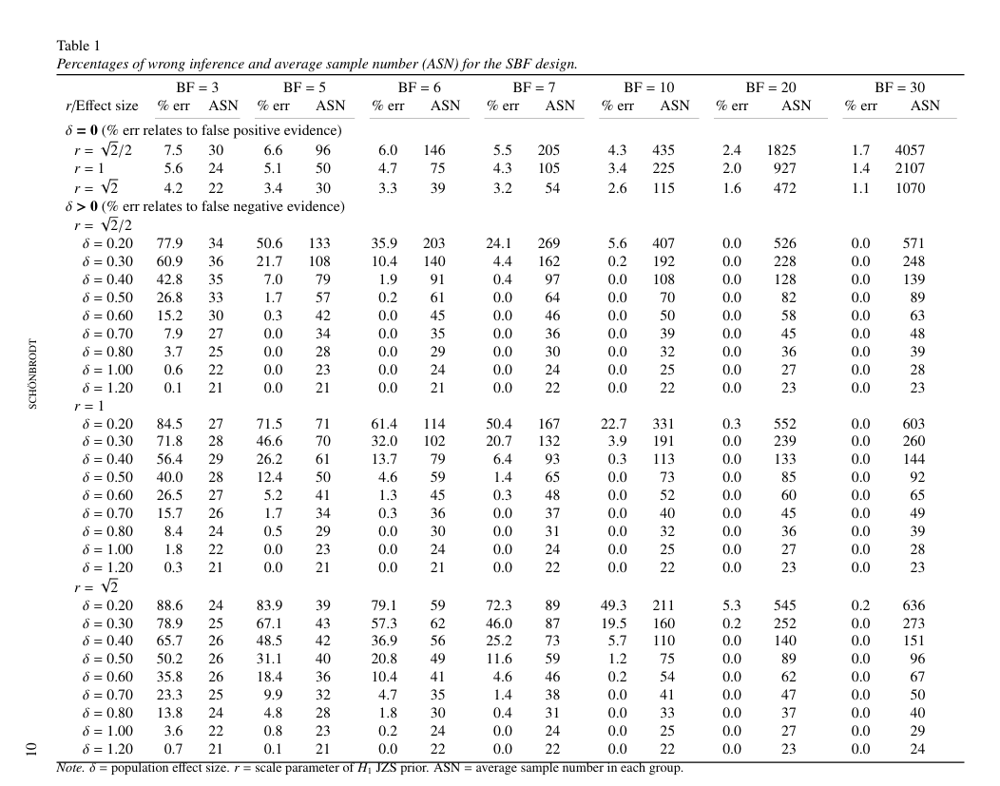 Table 1
Percentages of wrong inference and average sample number (ASN) for the SBF design.
BF = 3 BF = 5 BF = 6 BF = 7 BF = 10 BF = 20 BF = 30
r/Effect size % err ASN % err ASN % err ASN % err ASN % err ASN % err ASN % err ASN
δ = 0 (% err relates to false positive evidence)
r = √2/2 7.5 30 6.6 96 6.0 146 5.5 205 4.3 435 2.4 1825 1.7 4057
r = 1 5.6 24 5.1 50 4.7 75 4.3 105 3.4 225 2.0 927 1.4 2107
r = √2 4.2 22 3.4 30 3.3 39 3.2 54 2.6 115 1.6 472 1.1 1070
δ > 0 (% err relates to false negative evidence)
r = √2/2
δ = 0.20 77.9 34 50.6 133 35.9 203 24.1 269 5.6 407 0.0 526 0.0 571
δ = 0.30 60.9 36 21.7 108 10.4 140 4.4 162 0.2 192 0.0 228 0.0 248
δ = 0.40 42.8 35 7.0 79 1.9 91 0.4 97 0.0 108 0.0 128 0.0 139
δ = 0.50 26.8 33 1.7 57 0.2 61 0.0 64 0.0 70 0.0 82 0.0 89
δ = 0.60 15.2 30 0.3 42 0.0 45 0.0 46 0.0 50 0.0 58 0.0 63
δ = 0.70 7.9 27 0.0 34 0.0 35 0.0 36 0.0 39 0.0 45 0.0 48
δ = 0.80 3.7 25 0.0 28 0.0 29 0.0 30 0.0 32 0.0 36 0.0 39
δ = 1.00 0.6 22 0.0 23 0.0 24 0.0 24 0.0 25 0.0 27 0.0 28
δ = 1.20 0.1 21 0.0 21 0.0 21 0.0 22 0.0 22 0.0 23 0.0 23
r = 1
δ = 0.20 84.5 27 71.5 71 61.4 114 50.4 167 22.7 331 0.3 552 0.0 603
δ = 0.30 71.8 28 46.6 70 32.0 102 20.7 132 3.9 191 0.0 239 0.0 260
δ = 0.40 56.4 29 26.2 61 13.7 79 6.4 93 0.3 113 0.0 133 0.0 144
δ = 0.50 40.0 28 12.4 50 4.6 59 1.4 65 0.0 73 0.0 85 0.0 92
δ = 0.60 26.5 27 5.2 41 1.3 45 0.3 48 0.0 52 0.0 60 0.0 65
δ = 0.70 15.7 26 1.7 34 0.3 36 0.0 37 0.0 40 0.0 45 0.0 49
δ = 0.80 8.4 24 0.5 29 0.0 30 0.0 31 0.0 32 0.0 36 0.0 39
δ = 1.00 1.8 22 0.0 23 0.0 24 0.0 24 0.0 25 0.0 27 0.0 28
δ = 1.20 0.3 21 0.0 21 0.0 21 0.0 22 0.0 22 0.0 23 0.0 23
r = √2
δ = 0.20 88.6 24 83.9 39 79.1 59 72.3 89 49.3 211 5.3 545 0.2 636
δ = 0.30 78.9 25 67.1 43 57.3 62 46.0 87 19.5 160 0.2 252 0.0 273
δ = 0.40 65.7 26 48.5 42 36.9 56 25.2 73 5.7 110 0.0 140 0.0 151
δ = 0.50 50.2 26 31.1 40 20.8 49 11.6 59 1.2 75 0.0 89 0.0 96
δ = 0.60 35.8 26 18.4 36 10.4 41 4.6 46 0.2 54 0.0 62 0.0 67
δ = 0.70 23.3 25 9.9 32 4.7 35 1.4 38 0.0 41 0.0 47 0.0 50
δ = 0.80 13.8 24 4.8 28 1.8 30 0.4 31 0.0 33 0.0 37 0.0 40
δ = 1.00 3.6 22 0.8 23 0.2 24 0.0 24 0.0 25 0.0 27 0.0 29
δ = 1.20 0.7 21 0.1 21 0.0 22 0.0 22 0.0 22 0.0 23 0.0 24
Note. δ = population effect size. r = scale parameter of H₁ JZS prior. ASN = average sample number in each group.
SCHÖNBRODT
10